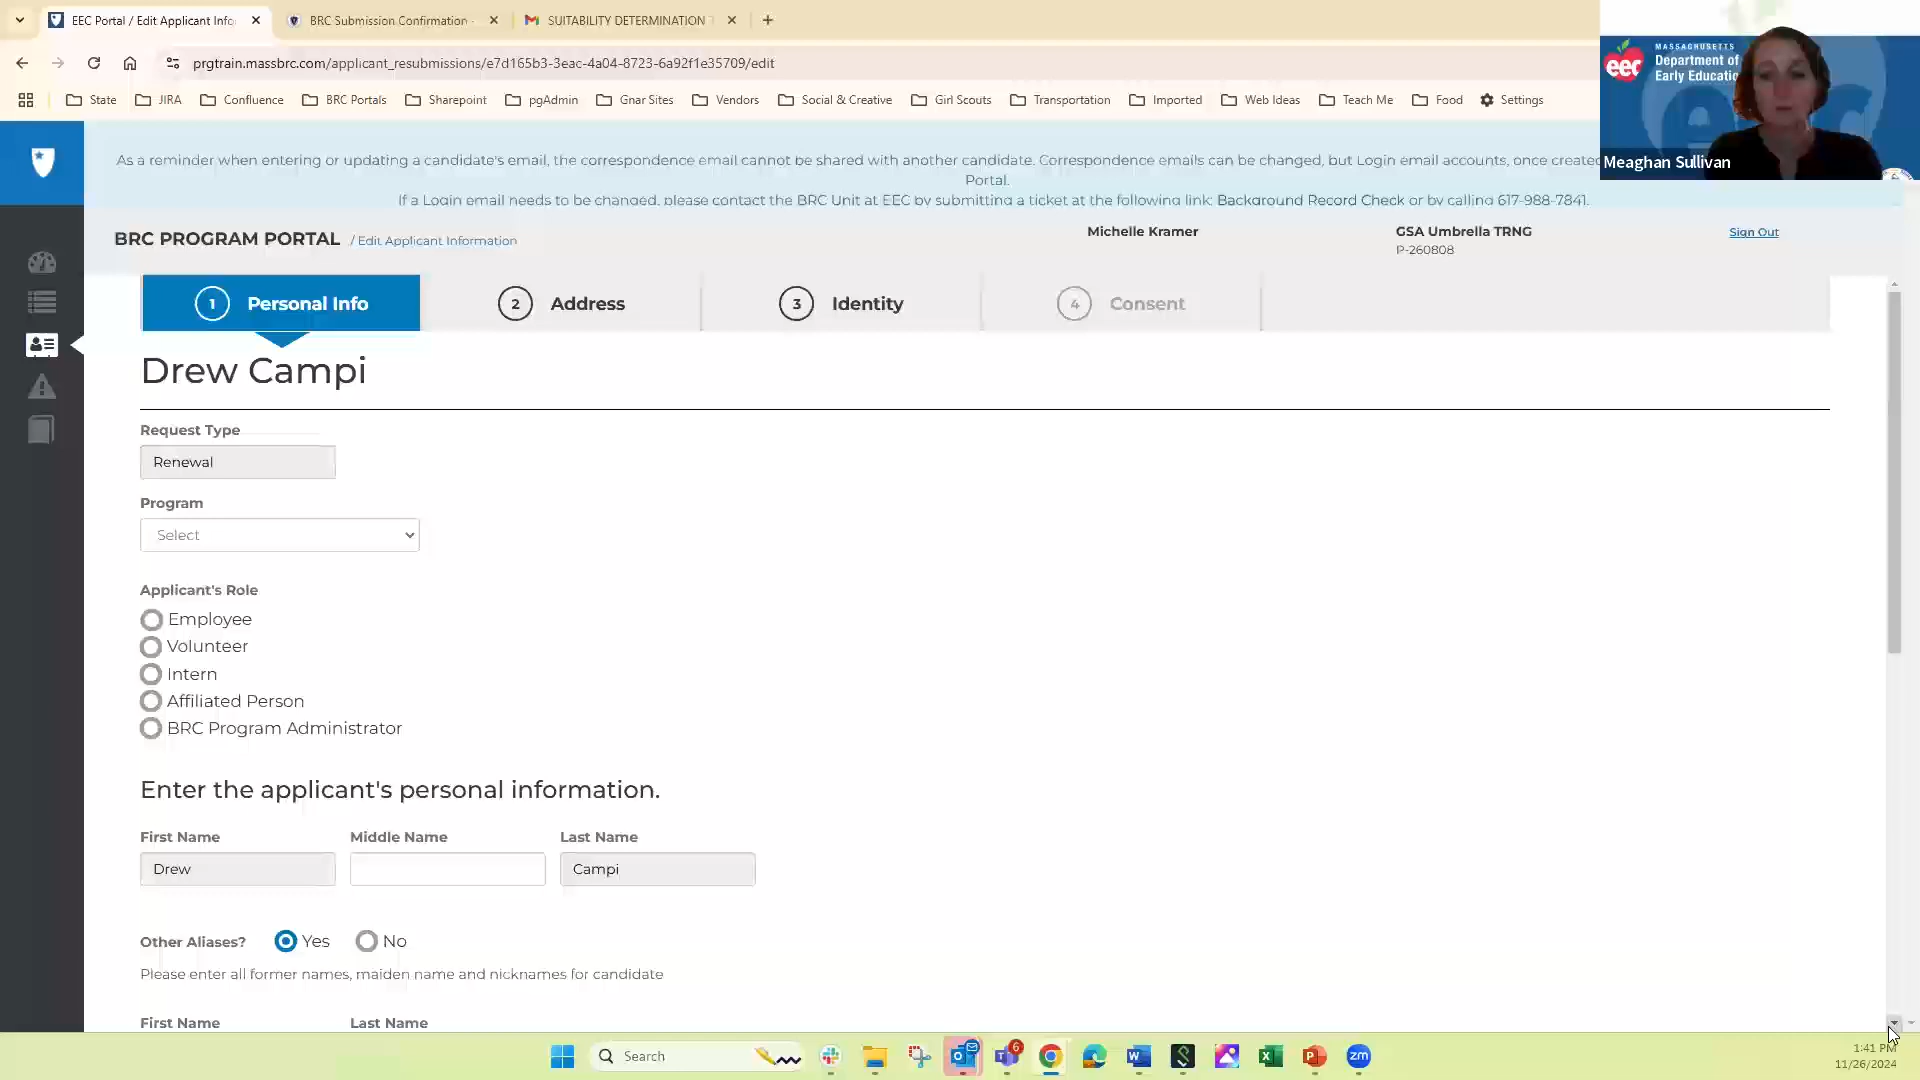 EEC Portal / Edit Applicant Info
BRC Submission Confirmation
SUITABILITY DETERMINATION
prgtrain.massbrc.com/applicant_resubmissions/e7d165b3-3eac-4a04-8723-6a92f1e35709/edit
State JIRA Confluence BRC Portals Sharepoint pgAdmin Gnar Sites Vendors Social & Creative Girl Scouts Transportation Imported Web Ideas Teach Me Food Settings
MASSACHUSETTS
Department of
Early Educatio
eec
Meaghan Sullivan
As a reminder when entering or updating a candidate's email, the correspondence email cannot be shared with another candidate. Correspondence emails can be changed, but Login email accounts, once created
Portal.
If a Login email needs to be changed, please contact the BRC Unit at EEC by submitting a ticket at the following link: Background Record Check or by calling 617-988-7841.
BRC PROGRAM PORTAL / Edit Applicant Information
Michelle Kramer
GSA Umbrella TRNG
P-260808
Sign Out
1 Personal Info
2 Address
3 Identity
4 Consent
Drew Campi
Request Type
Renewal
Program
Select
Applicant's Role
Employee
Volunteer
Intern
Affiliated Person
BRC Program Administrator
Enter the applicant's personal information.
First Name Middle Name Last Name
Drew Campi
Other Aliases? Yes No
Please enter all former names, maiden name and nicknames for candidate
First Name Last Name
Search
6
zm
1:41 PM
11/26/2024